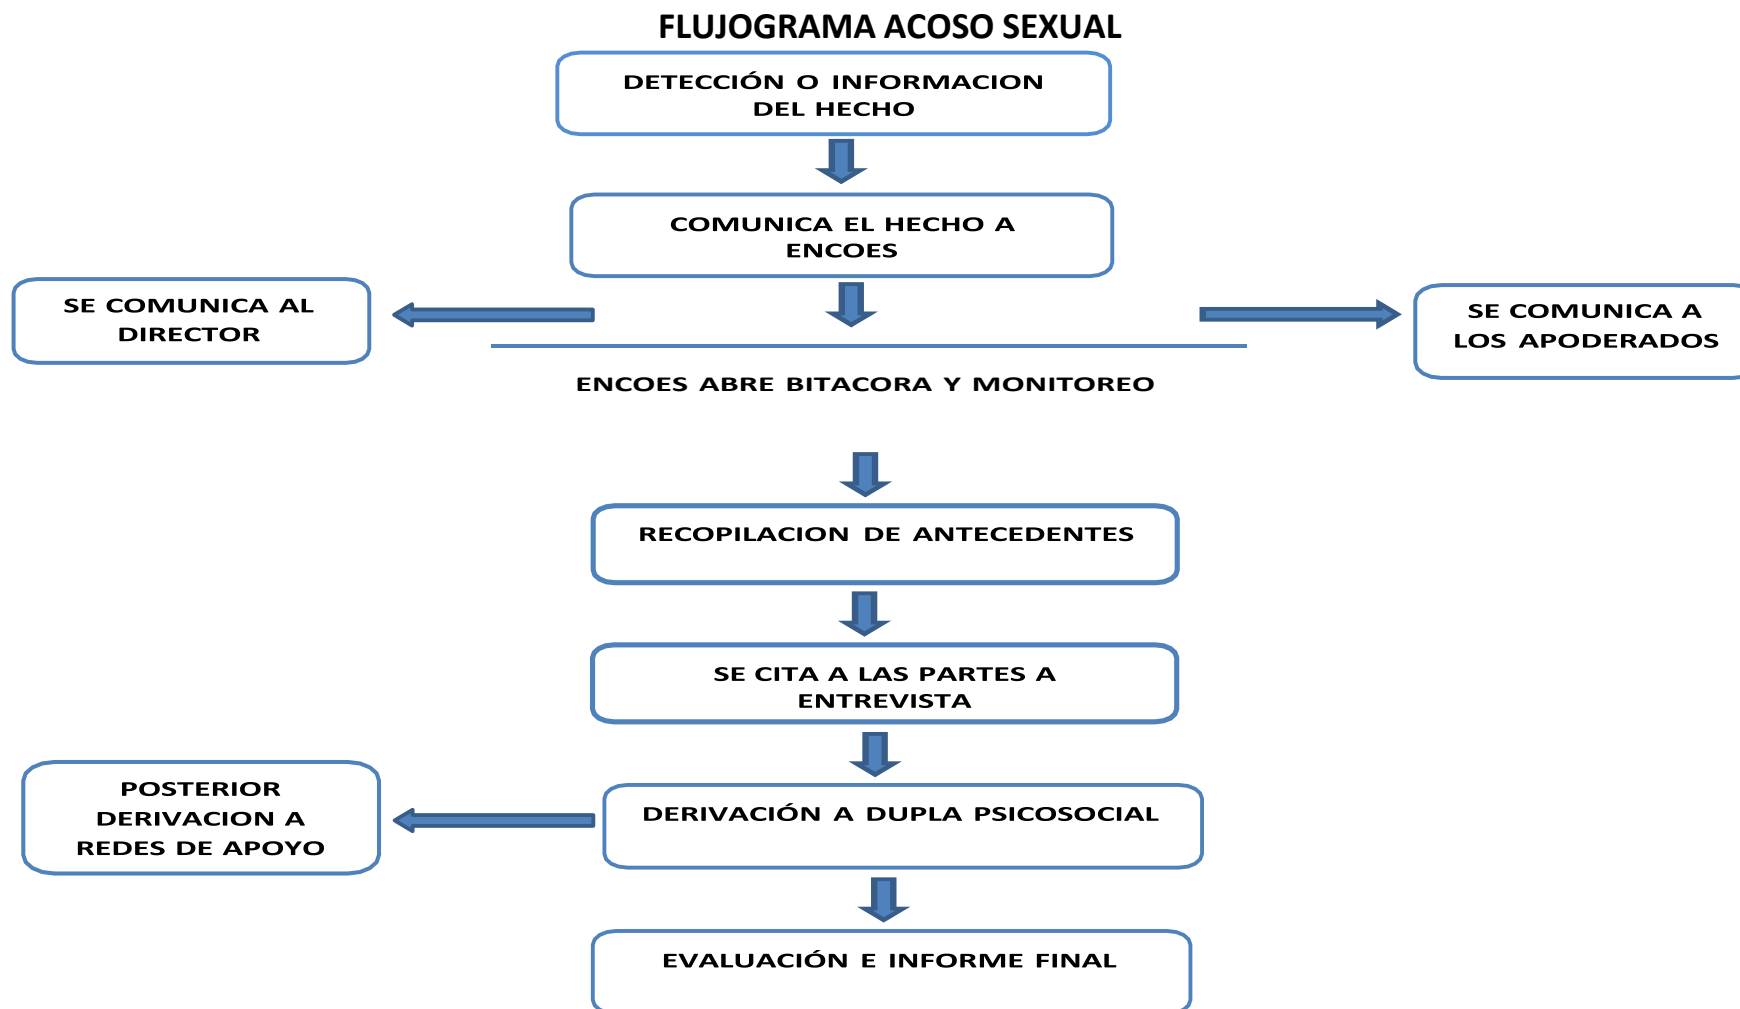 FLUJOGRAMA ACOSO SEXUAL
DETECCIÓN O INFORMACION
DEL HECHO
COMUNICA EL HECHO A
ENCOES
SE COMUNICA AL
DIRECTOR
SE COMUNICA A
LOS APODERADOS
ENCOES ABRE BITACORA Y MONITOREO
RECOPILACION DE ANTECEDENTES
SE CITA A LAS PARTES A
ENTREVISTA
POSTERIOR
DERIVACION A
REDES DE APOYO
DERIVACIÓN A DUPLA PSICOSOCIAL
EVALUACIÓN E INFORME FINAL